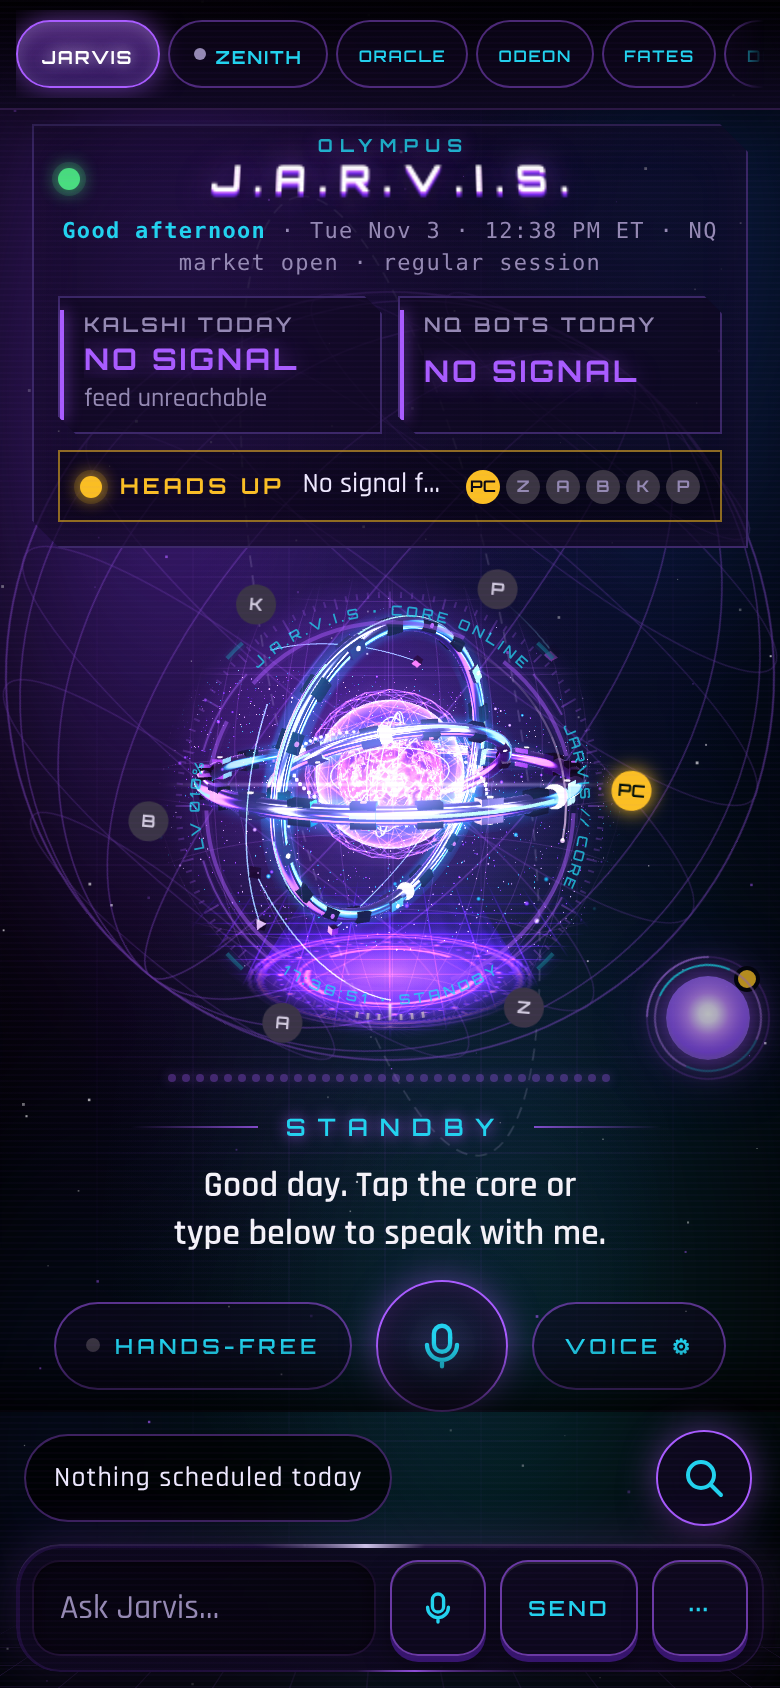 JARVIS
ZENITH
ORACLE
ODEON
FATES
OLYMPUS
J.A.R.V.I.S.
Good afternoon · Tue Nov 3 · 12:38 PM ET · NQ
market open · regular session
KALSHI TODAY
NO SIGNAL
feed unreachable
NQ BOTS TODAY
NO SIGNAL
HEADS UP No signal f...
PC Z A B K P
K
P
J.A.R.V.I.S · CORE ONLINE
JARVIS // CORE
PC
B
A
Z
STANDBY
STANDBY
Good day. Tap the core or
type below to speak with me.
HANDS-FREE
VOICE ⚙
Nothing scheduled today
Ask Jarvis...
SEND
...